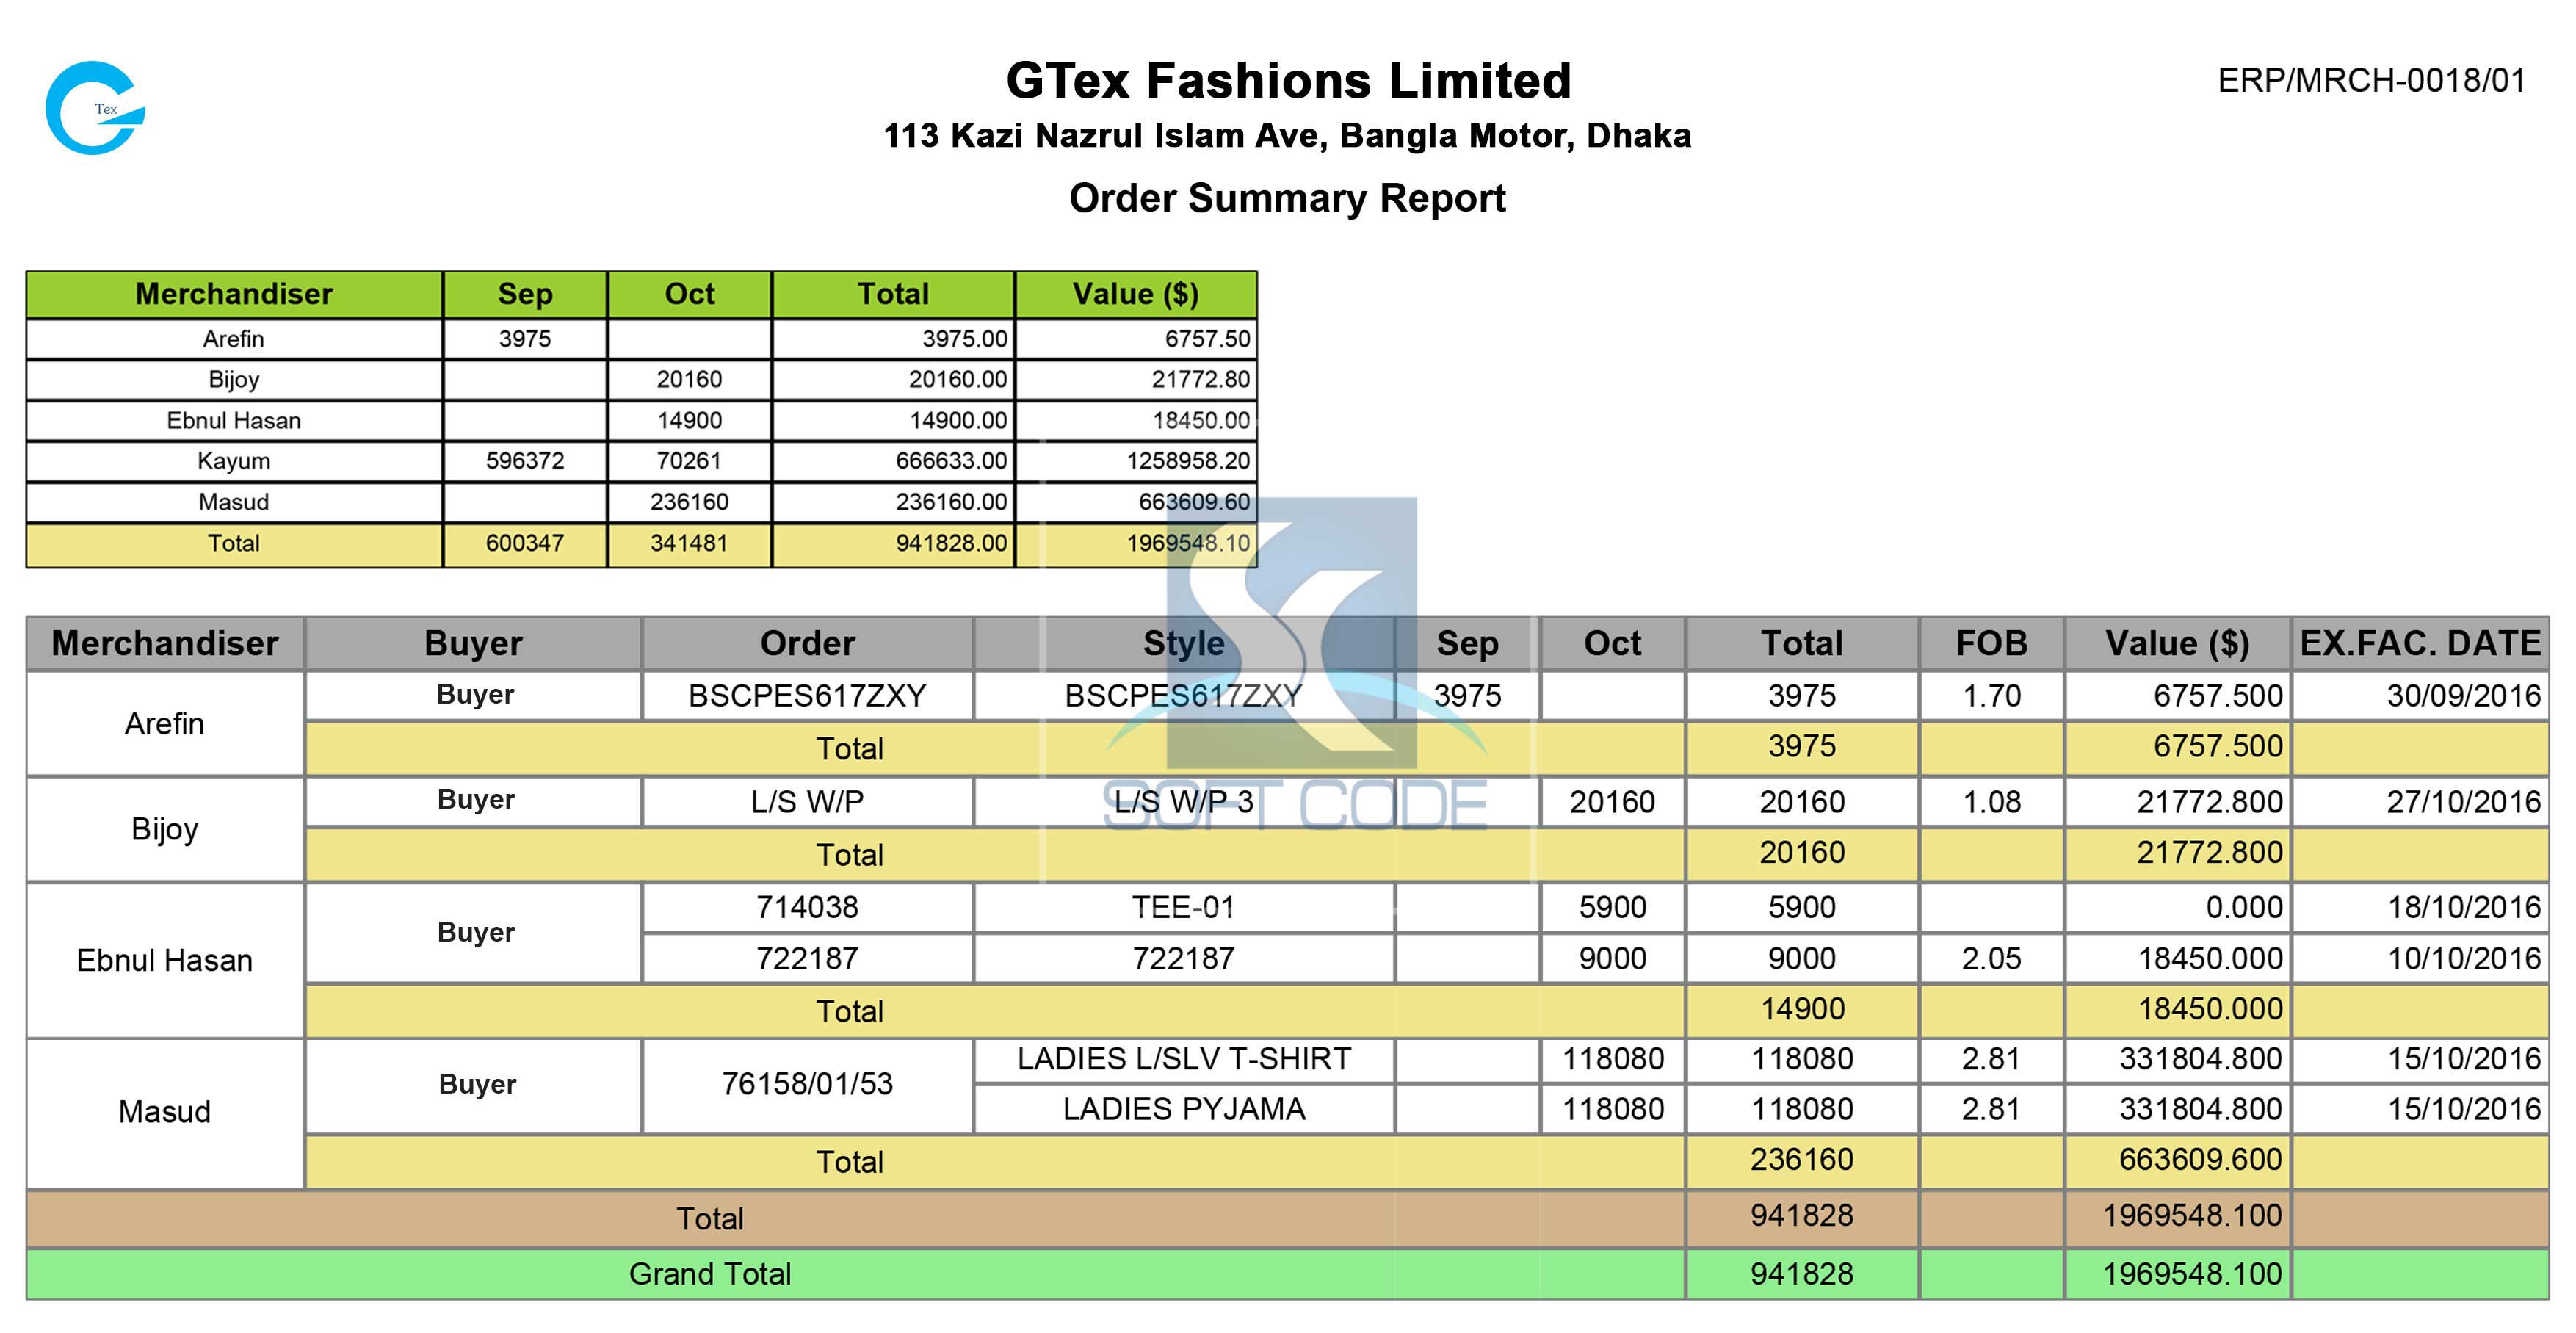 Tex
GTex Fashions Limited
ERP/MRCH-0018/01
113 Kazi Nazrul Islam Ave, Bangla Motor, Dhaka
Order Summary Report
Merchandiser Sep Oct Total Value ($)
Arefin 3975 3975.00 6757.50
Bijoy 20160 20160.00 21772.80
Ebnul Hasan 14900 14900.00 18450.00
Kayum 596372 70261 666633.00 1258958.20
Masud 236160 236160.00 663609.60
Total 600347 341481 941828.00 1969548.10
Merchandiser Buyer Order Style Sep Oct Total FOB Value ($) EX.FAC. DATE
Arefin Buyer BSCPES617ZXY BSCPES617ZXY 3975 3975 1.70 6757.500 30/09/2016
Total 3975 6757.500
Bijoy Buyer L/S W/P L/S W/P 3 20160 20160 1.08 21772.800 27/10/2016
SOFT CODE
Total 20160 21772.800
Ebnul Hasan Buyer 714038 TEE-01 5900 5900 0.000 18/10/2016
722187 722187 9000 9000 2.05 18450.000 10/10/2016
Total 14900 18450.000
Masud Buyer 76158/01/53 LADIES L/SLV T-SHIRT 118080 118080 2.81 331804.800 15/10/2016
LADIES PYJAMA 118080 118080 2.81 331804.800 15/10/2016
Total 236160 663609.600
Total 941828 1969548.100
Grand Total 941828 1969548.100